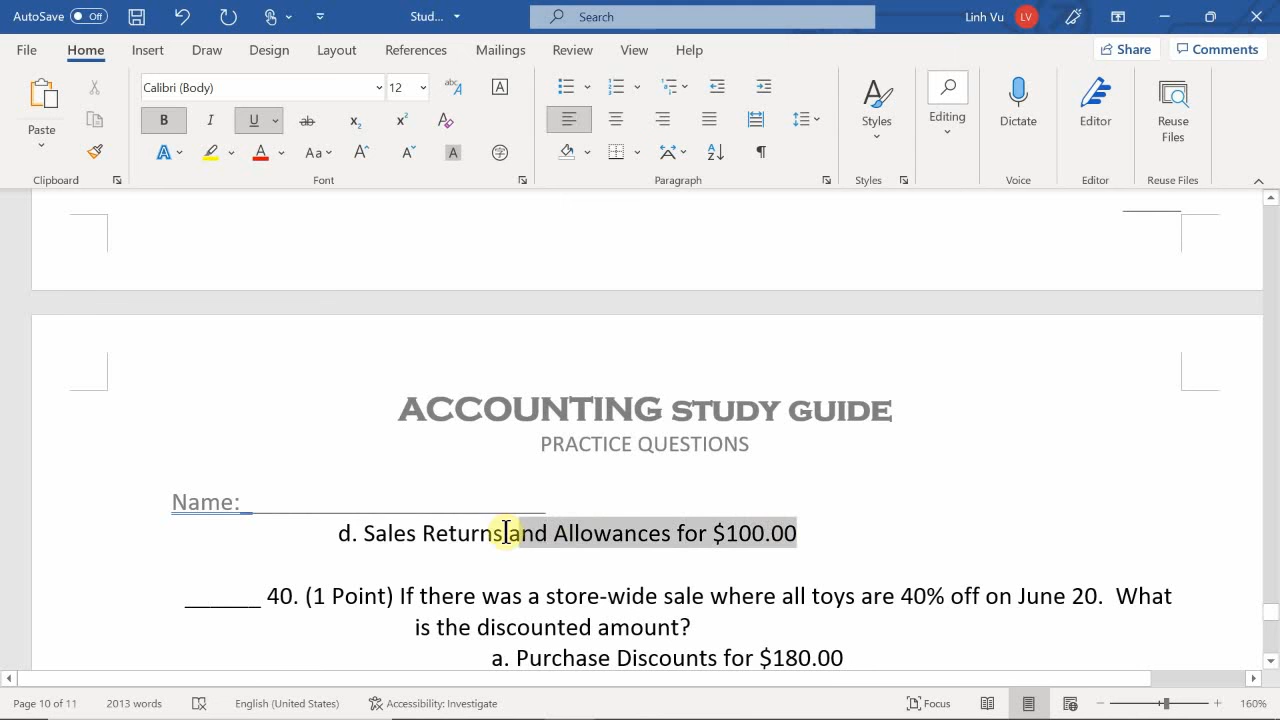 AutoSave Off Stud... Search Linh Vu LV
File Home Insert Draw Design Layout References Mailings Review View Help Share Comments
Calibri (Body) 12
Paste Styles Editing Dictate Editor Reuse Files
Clipboard Font Paragraph Styles Voice Editor Reuse Files
ACCOUNTING STUDY GUIDE
PRACTICE QUESTIONS
Name:_
d. Sales Returns and Allowances for $100.00
______ 40. (1 Point) If there was a store-wide sale where all toys are 40% off on June 20. What
is the discounted amount?
a. Purchase Discounts for $180.00
Page 10 of 11 2013 words English (United States) Accessibility: Investigate Focus 160%